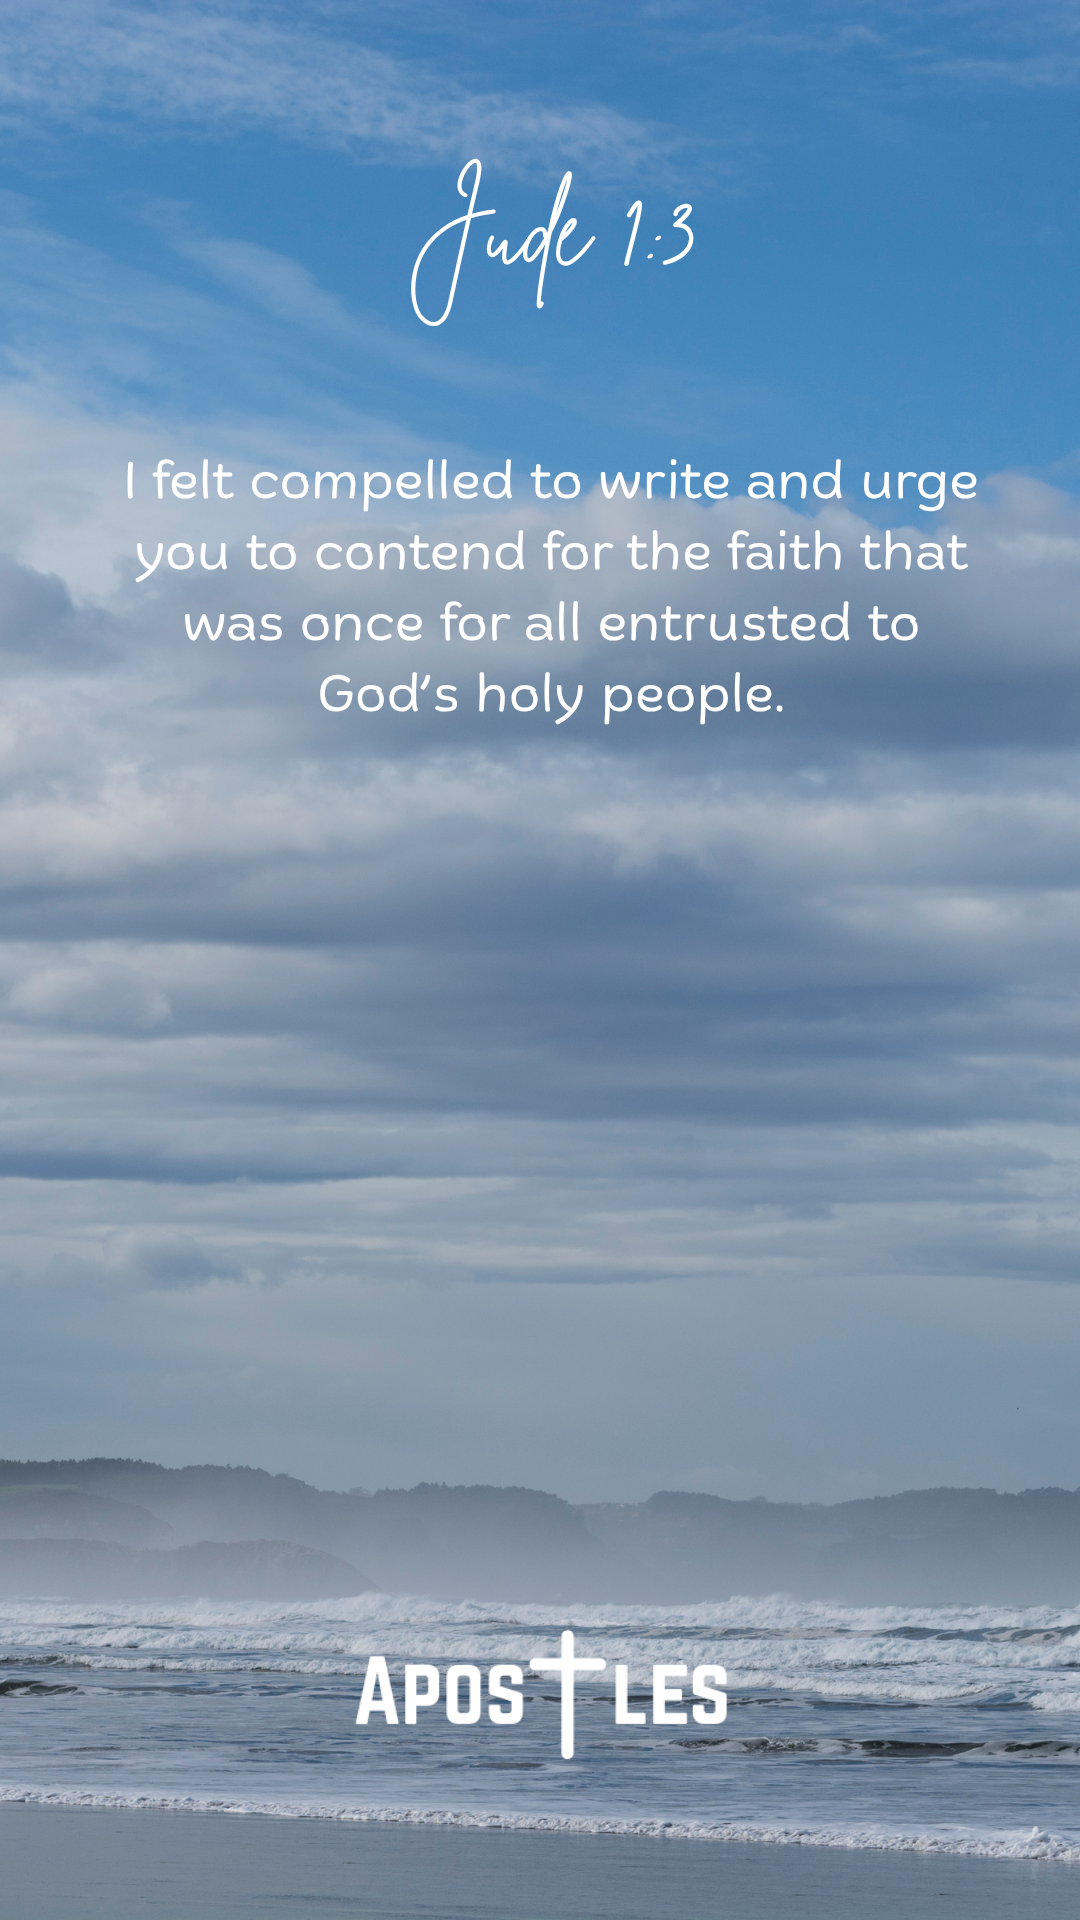 Jude 1:3
I felt compelled to write and urge
you to contend for the faith that
was once for all entrusted to
God's holy people.
APOSTLES